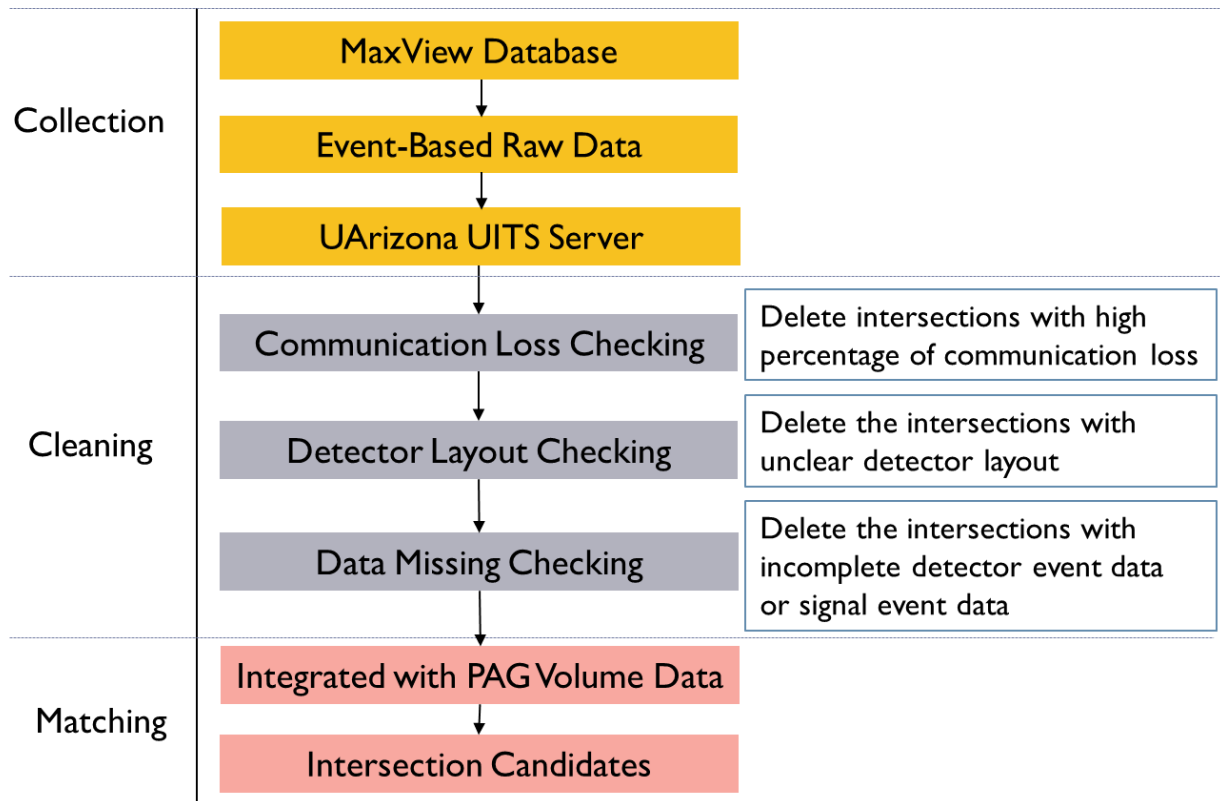 Collection
MaxView Database
Event-Based Raw Data
UArizona UITS Server
Cleaning
Communication Loss Checking
Delete intersections with high
percentage of communication loss
Detector Layout Checking
Delete the intersections with
unclear detector layout
Data Missing Checking
Delete the intersections with
incomplete detector event data
or signal event data
Matching
Integrated with PAG Volume Data
Intersection Candidates